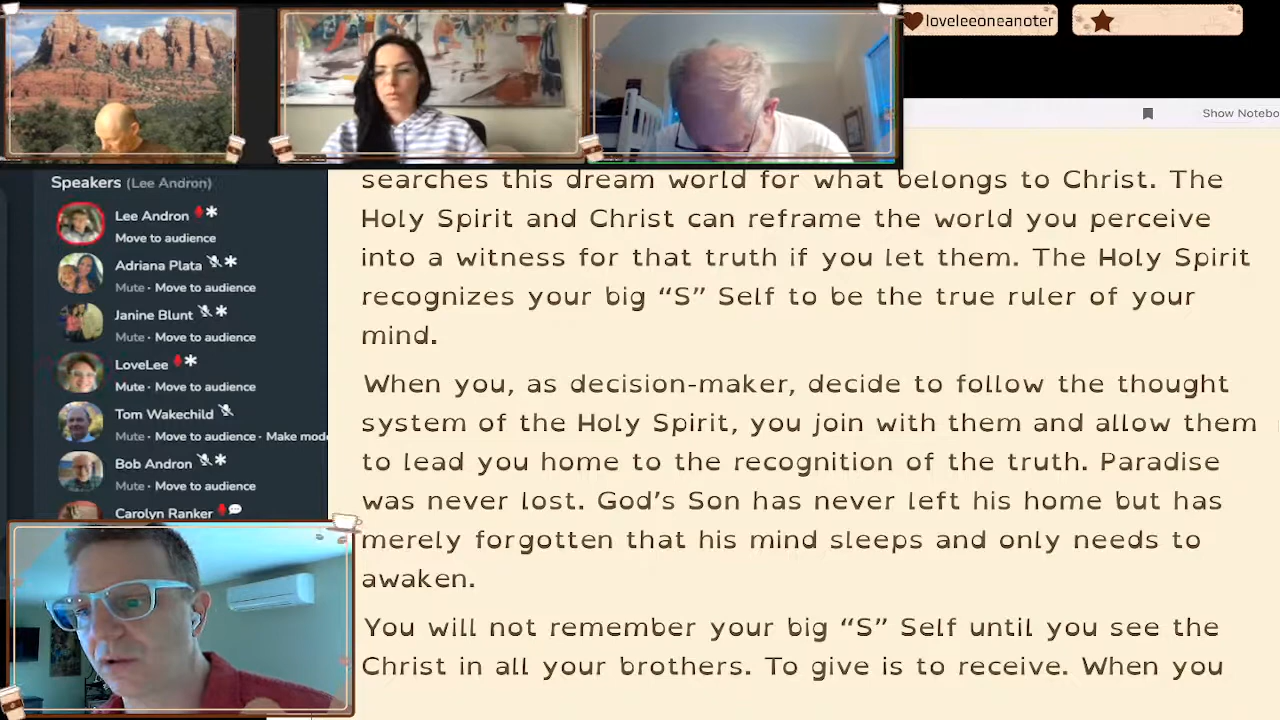 loveleeoneanoter
Show Notebo
Speakers (Lee Andron)
Lee Andron
Move to audience
Adriana Plata
Mute · Move to audience
Janine Blunt
Mute · Move to audience
LoveLee
Mute · Move to audience
Tom Wakechild
Mute · Move to audience · Make mod
Bob Andron
Mute · Move to audience
Carolyn Ranker
searches this dream world for what belongs to Christ. The
Holy Spirit and Christ can reframe the world you perceive
into a witness for that truth if you let them. The Holy Spirit
recognizes your big “S” Self to be the true ruler of your
mind.
When you, as decision-maker, decide to follow the thought
system of the Holy Spirit, you join with them and allow them
to lead you home to the recognition of the truth. Paradise
was never lost. God’s Son has never left his home but has
merely forgotten that his mind sleeps and only needs to
awaken.
You will not remember your big “S” Self until you see the
Christ in all your brothers. To give is to receive. When you